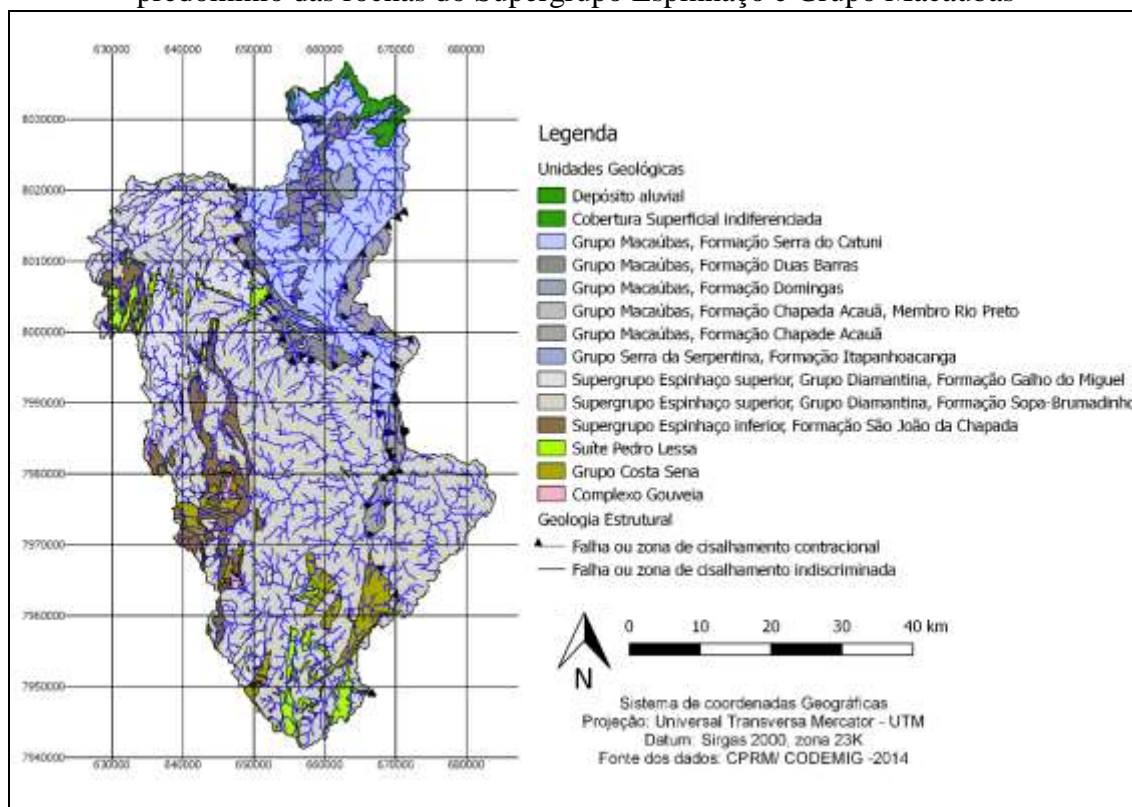 predomínio das rochas do Supergrupo Espinhaço e Grupo Macaúbas
630000 640000 650000 660000 670000 680000
8030000
8020000
8010000
8000000
7990000
7980000
7970000
7960000
7950000
7940000
630000 640000 650000 660000 670000 680000
Legenda
Unidades Geológicas
Depósito aluvial
Cobertura Superficial indiferenciada
Grupo Macaúbas, Formação Serra do Catuni
Grupo Macaúbas, Formação Duas Barras
Grupo Macaúbas, Formação Domingas
Grupo Macaúbas, Formação Chapada Acauã, Membro Rio Preto
Grupo Macaúbas, Formação Chapade Acauã
Grupo Serra da Serpentina, Formação Itapanhoacanga
Supergrupo Espinhaço superior, Grupo Diamantina, Formação Galho do Miguel
Supergrupo Espinhaço superior, Grupo Diamantina, Formação Sopa-Brumadinho
Supergrupo Espinhaço inferior, Formação São João da Chapada
Suíte Pedro Lessa
Grupo Costa Sena
Complexo Gouveia
Geologia Estrutural
Falha ou zona de cisalhamento contracional
Falha ou zona de cisalhamento indiscriminada
N
0 10 20 30 40 km
Sistema de coordenadas Geográficas
Projeção: Universal Transversa Mercator - UTM
Datum: Sirgas 2000, zona 23K
Fonte dos dados: CPRM/ CODEMIG -2014